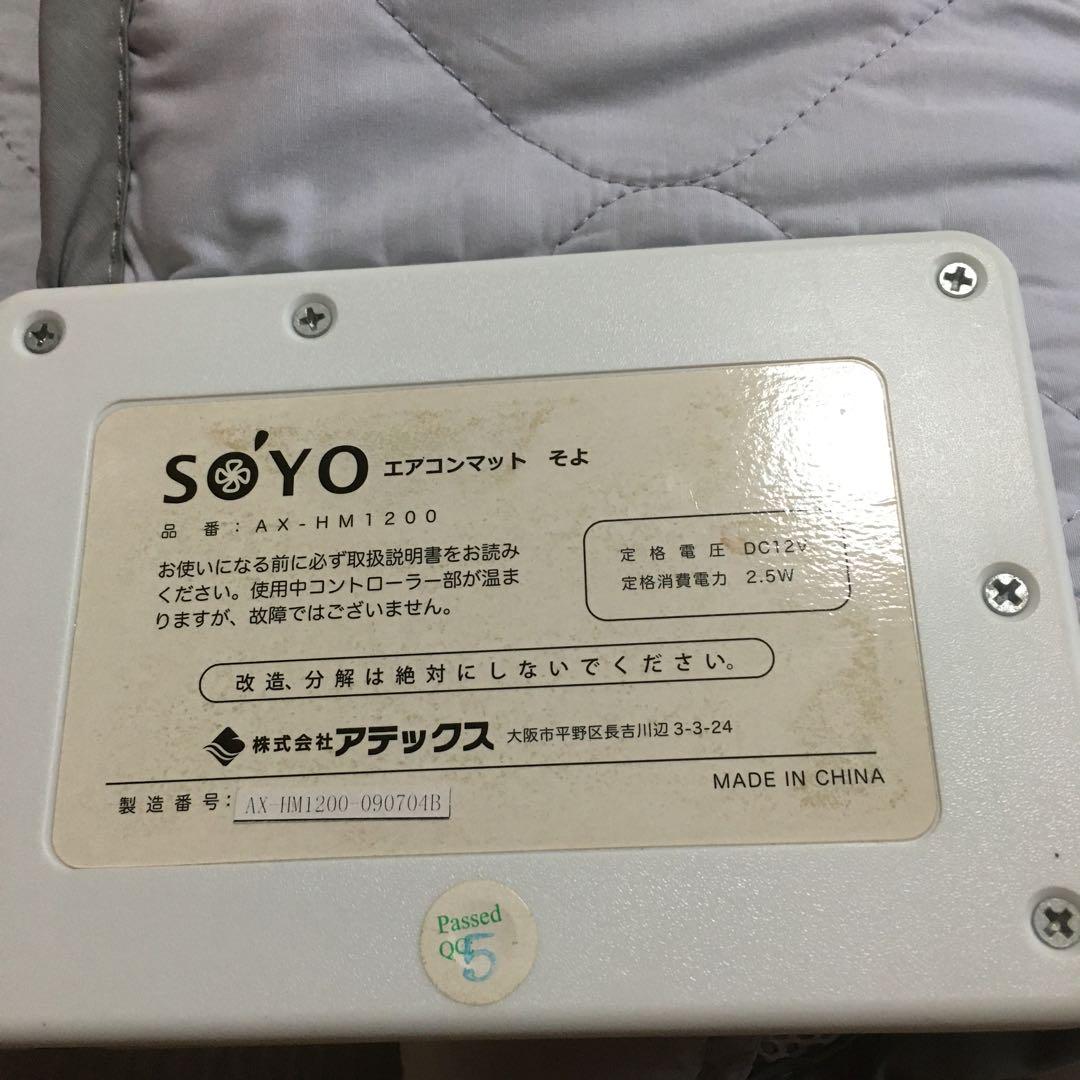 SO'YO エアコンマット そよ
品番：AX-HM1200
お使いになる前に必ず取扱説明書をお読み
ください。使用中コントローラー部が温ま
りますが、故障ではございません。
定格電圧 DC12V
定格消費電力 2.5W
改造、分解は絶対にしないでください。
株式会社アテックス 大阪市平野区長吉川辺 3-3-24
MADE IN CHINA
製造番号：AX-HM1200-090704B
Passed
QC 5